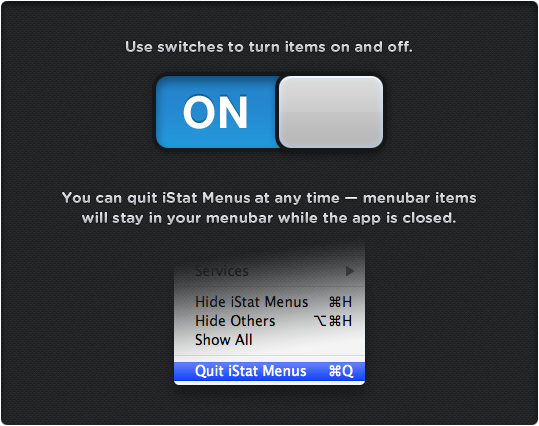 Use switches to turn items on and off.
ON
You can quit iStat Menus at any time — menubar items
will stay in your menubar while the app is closed.
Services
Hide iStat Menus ⌘H
Hide Others ⌥⌘H
Show All
Quit iStat Menus ⌘Q